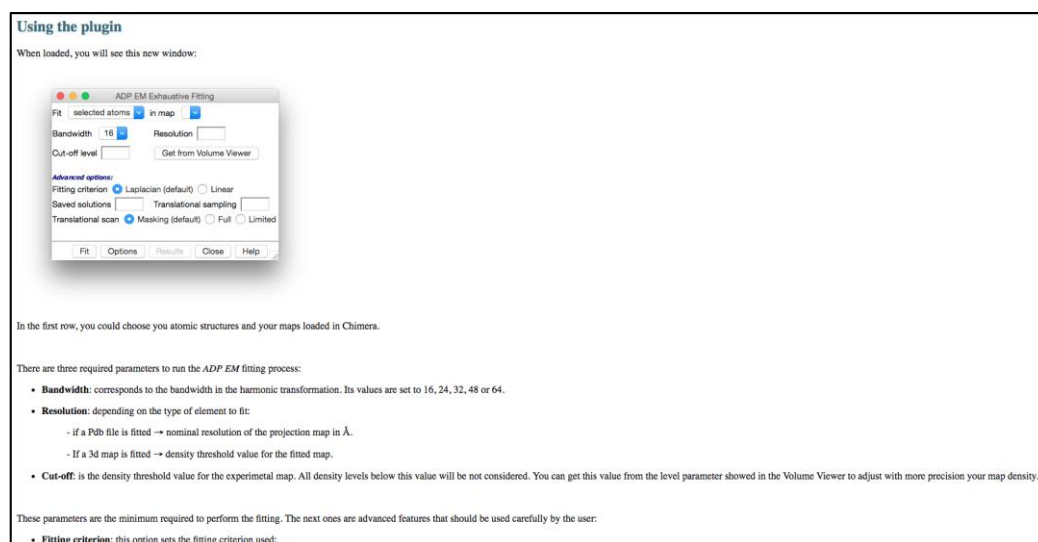 Using the plugin
When loaded, you will see this new window:
ADP EM Exhaustive Fitting
Fit selected atoms in map
Bandwidth 16 Resolution
Cut-off level Get from Volume Viewer
Advanced options:
Fitting criterion Laplacian (default) Linear
Saved solutions Translational sampling
Translational scan Masking (default) Full Limited
Fit Options Results Close Help
In the first row, you could choose you atomic structures and your maps loaded in Chimera.
There are three required parameters to run the ADP EM fitting process:
• Bandwidth: corresponds to the bandwidth in the harmonic transformation. Its values are set to 16, 24, 32, 48 or 64.
• Resolution: depending on the type of element to fit:
- if a Pdb file is fitted → nominal resolution of the projection map in Å.
- If a 3d map is fitted → density threshold value for the fitted map.
• Cut-off: is the density threshold value for the experimetal map. All density levels below this value will be not considered. You can get this value from the level parameter showed in the Volume Viewer to adjust with more precision your map density.
These parameters are the minimum required to perform the fitting. The next ones are advanced features that should be used carefully by the user:
• Fitting criterion: this option sets the fitting criterion used: